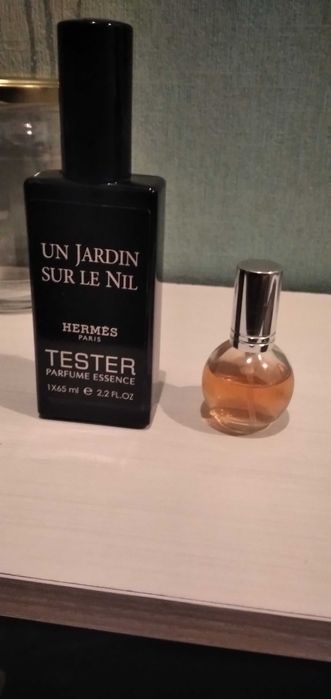 UN JARDIN
SUR LE NIL
HERMÈS
PARIS
TESTER
PARFUME ESSENCE
1X65 ml e 2.2 FL.OZ